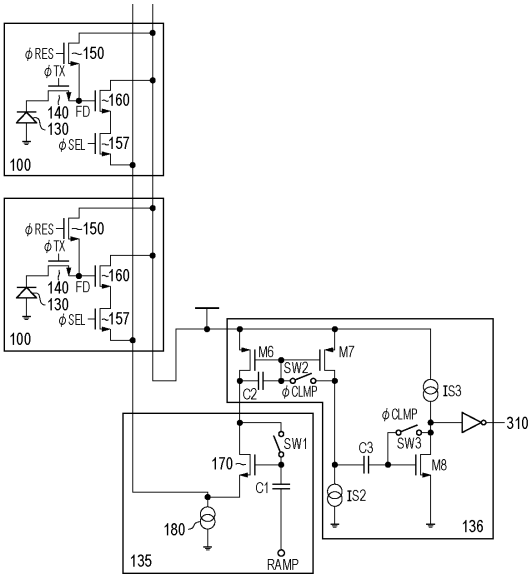 ϕRES
150
ϕTX
140
FD
160
130
ϕSEL
157
100
ϕRES
150
ϕTX
140
FD
160
130
ϕSEL
157
100
M6
M7
SW2
C2
ϕCLMP
IS3
ϕCLMP
310
SW1
SW3
C3
170
M8
C1
IS2
180
135
RAMP
136